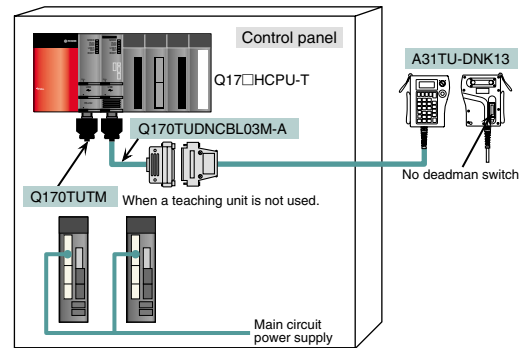 Control panel
A31TU-DNK13
Q17□HCPU-T
Q170TUDNCBL03M-A
No deadman switch
Q170TUTM
When a teaching unit is not used.
Main circuit
power supply